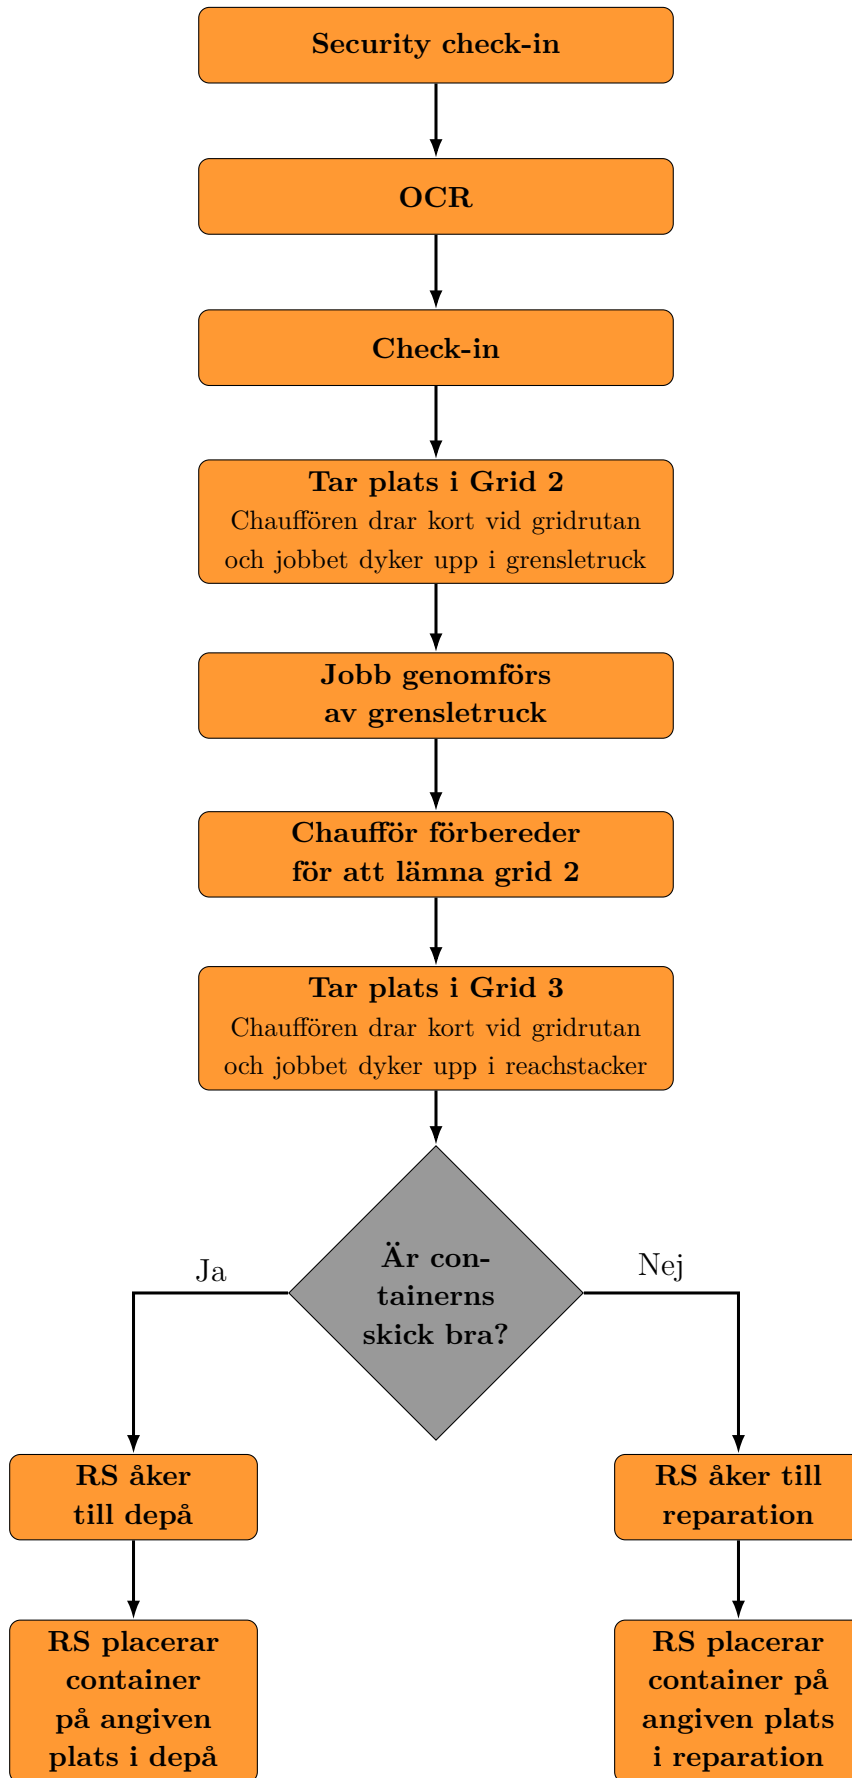 Security check-in
OCR
Check-in
Tar plats i Grid 2
Chauffören drar kort vid gridrutan
och jobbet dyker upp i grensletruck
Jobb genomförs
av grensletruck
Chaufför förbereder
för att lämna grid 2
Tar plats i Grid 3
Chauffören drar kort vid gridrutan
och jobbet dyker upp i reachstacker
Är con-
tainerns
skick bra?
Ja
Nej
RS åker
till depå
RS åker till
reparation
RS placerar
container
på angiven
plats i depå
RS placerar
container på
angiven plats
i reparation